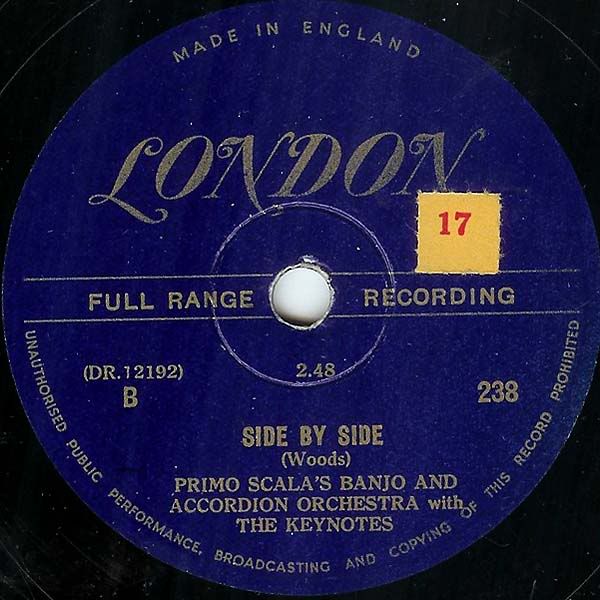 MADE IN ENGLAND
LONDON
17
FULL RANGE RECORDING
(DR.12192)
2.48
B
238
SIDE BY SIDE
(Woods)
PRIMO SCALA'S BANJO AND
ACCORDION ORCHESTRA with
THE KEYNOTES
UNAUTHORISED PUBLIC PERFORMANCE, BROADCASTING AND COPYING OF THIS RECORD PROHIBITED